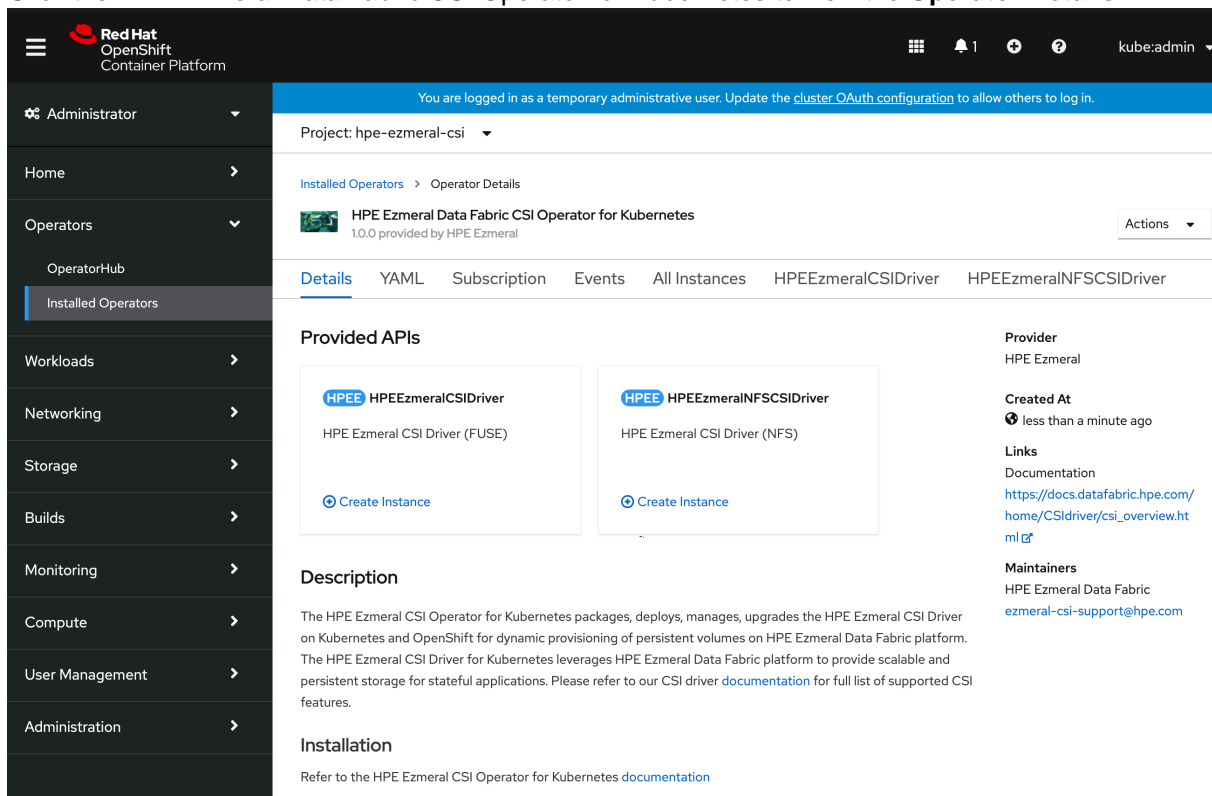 Red Hat
OpenShift
Container Platform
1
kube:admin
Administrator
You are logged in as a temporary administrative user. Update the cluster OAuth configuration to allow others to log in.
Project: hpe-ezmeral-csi
Home
Operators
OperatorHub
Installed Operators
Workloads
Networking
Storage
Builds
Monitoring
Compute
User Management
Administration
Installed Operators > Operator Details
HPE Ezmeral Data Fabric CSI Operator for Kubernetes
1.0.0 provided by HPE Ezmeral
Actions
Details YAML Subscription Events All Instances HPEEzmeralCSIDriver HPEEzmeralNFSCSIDriver
Provided APIs
HPEE HPEEzmeralCSIDriver
HPE Ezmeral CSI Driver (FUSE)
Create Instance
HPEE HPEEzmeralNFSCSIDriver
HPE Ezmeral CSI Driver (NFS)
Create Instance
Description
The HPE Ezmeral CSI Operator for Kubernetes packages, deploys, manages, upgrades the HPE Ezmeral CSI Driver
on Kubernetes and OpenShift for dynamic provisioning of persistent volumes on HPE Ezmeral Data Fabric platform.
The HPE Ezmeral CSI Driver for Kubernetes leverages HPE Ezmeral Data Fabric platform to provide scalable and
persistent storage for stateful applications. Please refer to our CSI driver documentation for full list of supported CSI
features.
Installation
Refer to the HPE Ezmeral CSI Operator for Kubernetes documentation
Provider
HPE Ezmeral
Created At
less than a minute ago
Links
Documentation
https://docs.datafabric.hpe.com/
home/CSIdriver/csi_overview.ht
ml
Maintainers
HPE Ezmeral Data Fabric
ezmeral-csi-support@hpe.com